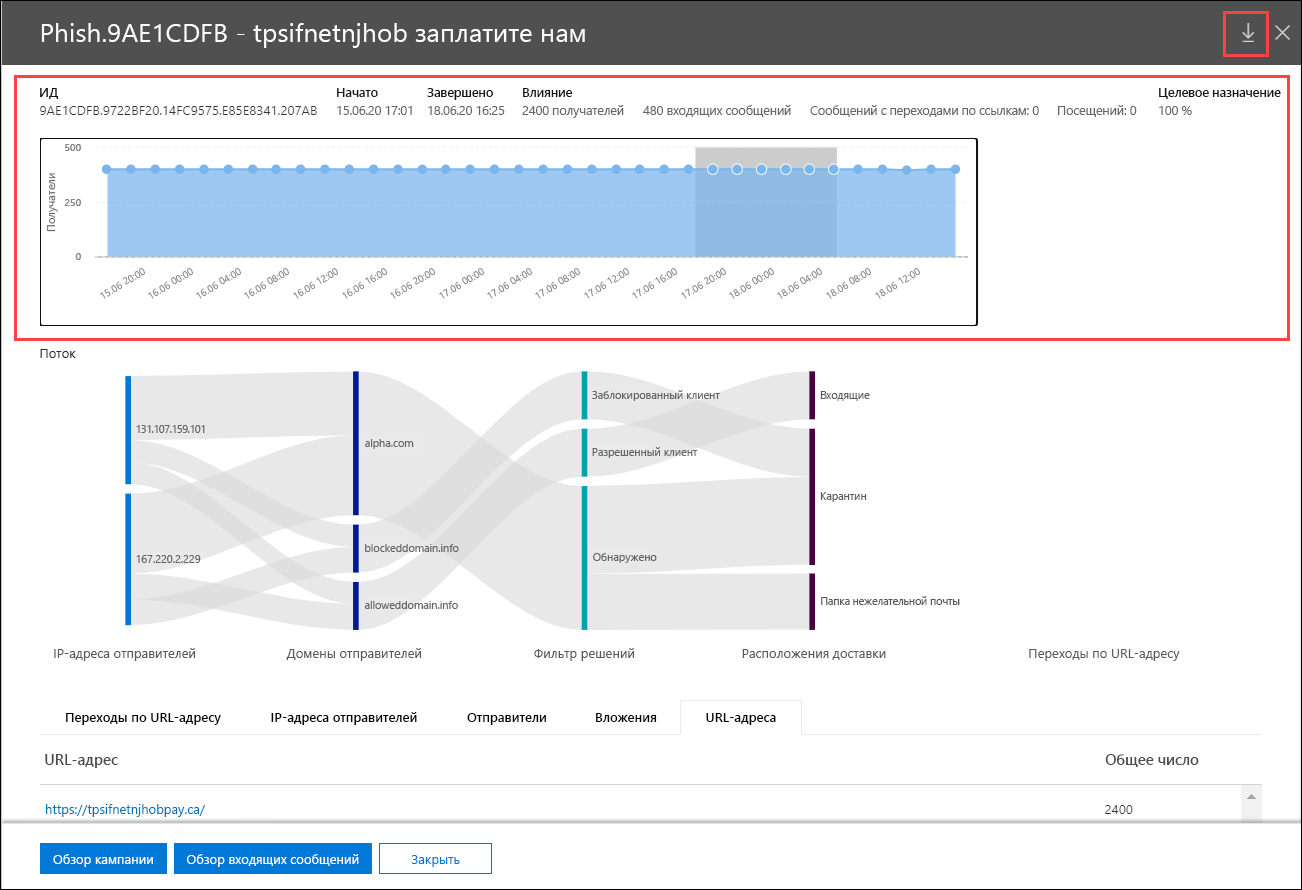 Phish.9AE1CDFB - tpsifnetnjhob заплатите нам
ИД Начато Завершено Влияние Целевое назначение
9AE1CDFB.9722BF20.14FC9575.E85E8341.207AB 15.06.20 17:01 18.06.20 16:25 2400 получателей 480 входящих сообщений Сообщений с переходами по ссылкам: 0 Посещений: 0 100 %
500
250
0
Получатели
15.06 20:00 16.06 00:00 16.06 04:00 16.06 08:00 16.06 12:00 16.06 16:00 16.06 20:00 17.06 00:00 17.06 04:00 17.06 08:00 17.06 12:00 17.06 16:00 17.06 20:00 18.06 00:00 18.06 04:00 18.06 08:00 18.06 12:00
Поток
Заблокированный клиент Входящие
131.107.159.101
alpha.com
Разрешенный клиент
Карантин
blockeddomain.info
167.220.2.229 Обнаружено
alloweddomain.info Папка нежелательной почты
IP-адреса отправителей Домены отправителей Фильтр решений Расположения доставки Переходы по URL-адресу
Переходы по URL-адресу IP-адреса отправителей Отправители Вложения URL-адреса
URL-адрес Общее число
https://tpsifnetnjhobpay.ca/ 2400
Обзор кампании Обзор входящих сообщений Закрыть